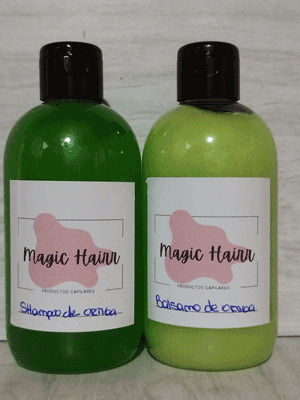 Magic Hairr
PRODUCTOS CAPILARES
SHampoo de ORTIGA
Magic Hairr
PRODUCTOS CAPILARES
Balsamo de ORTIGA